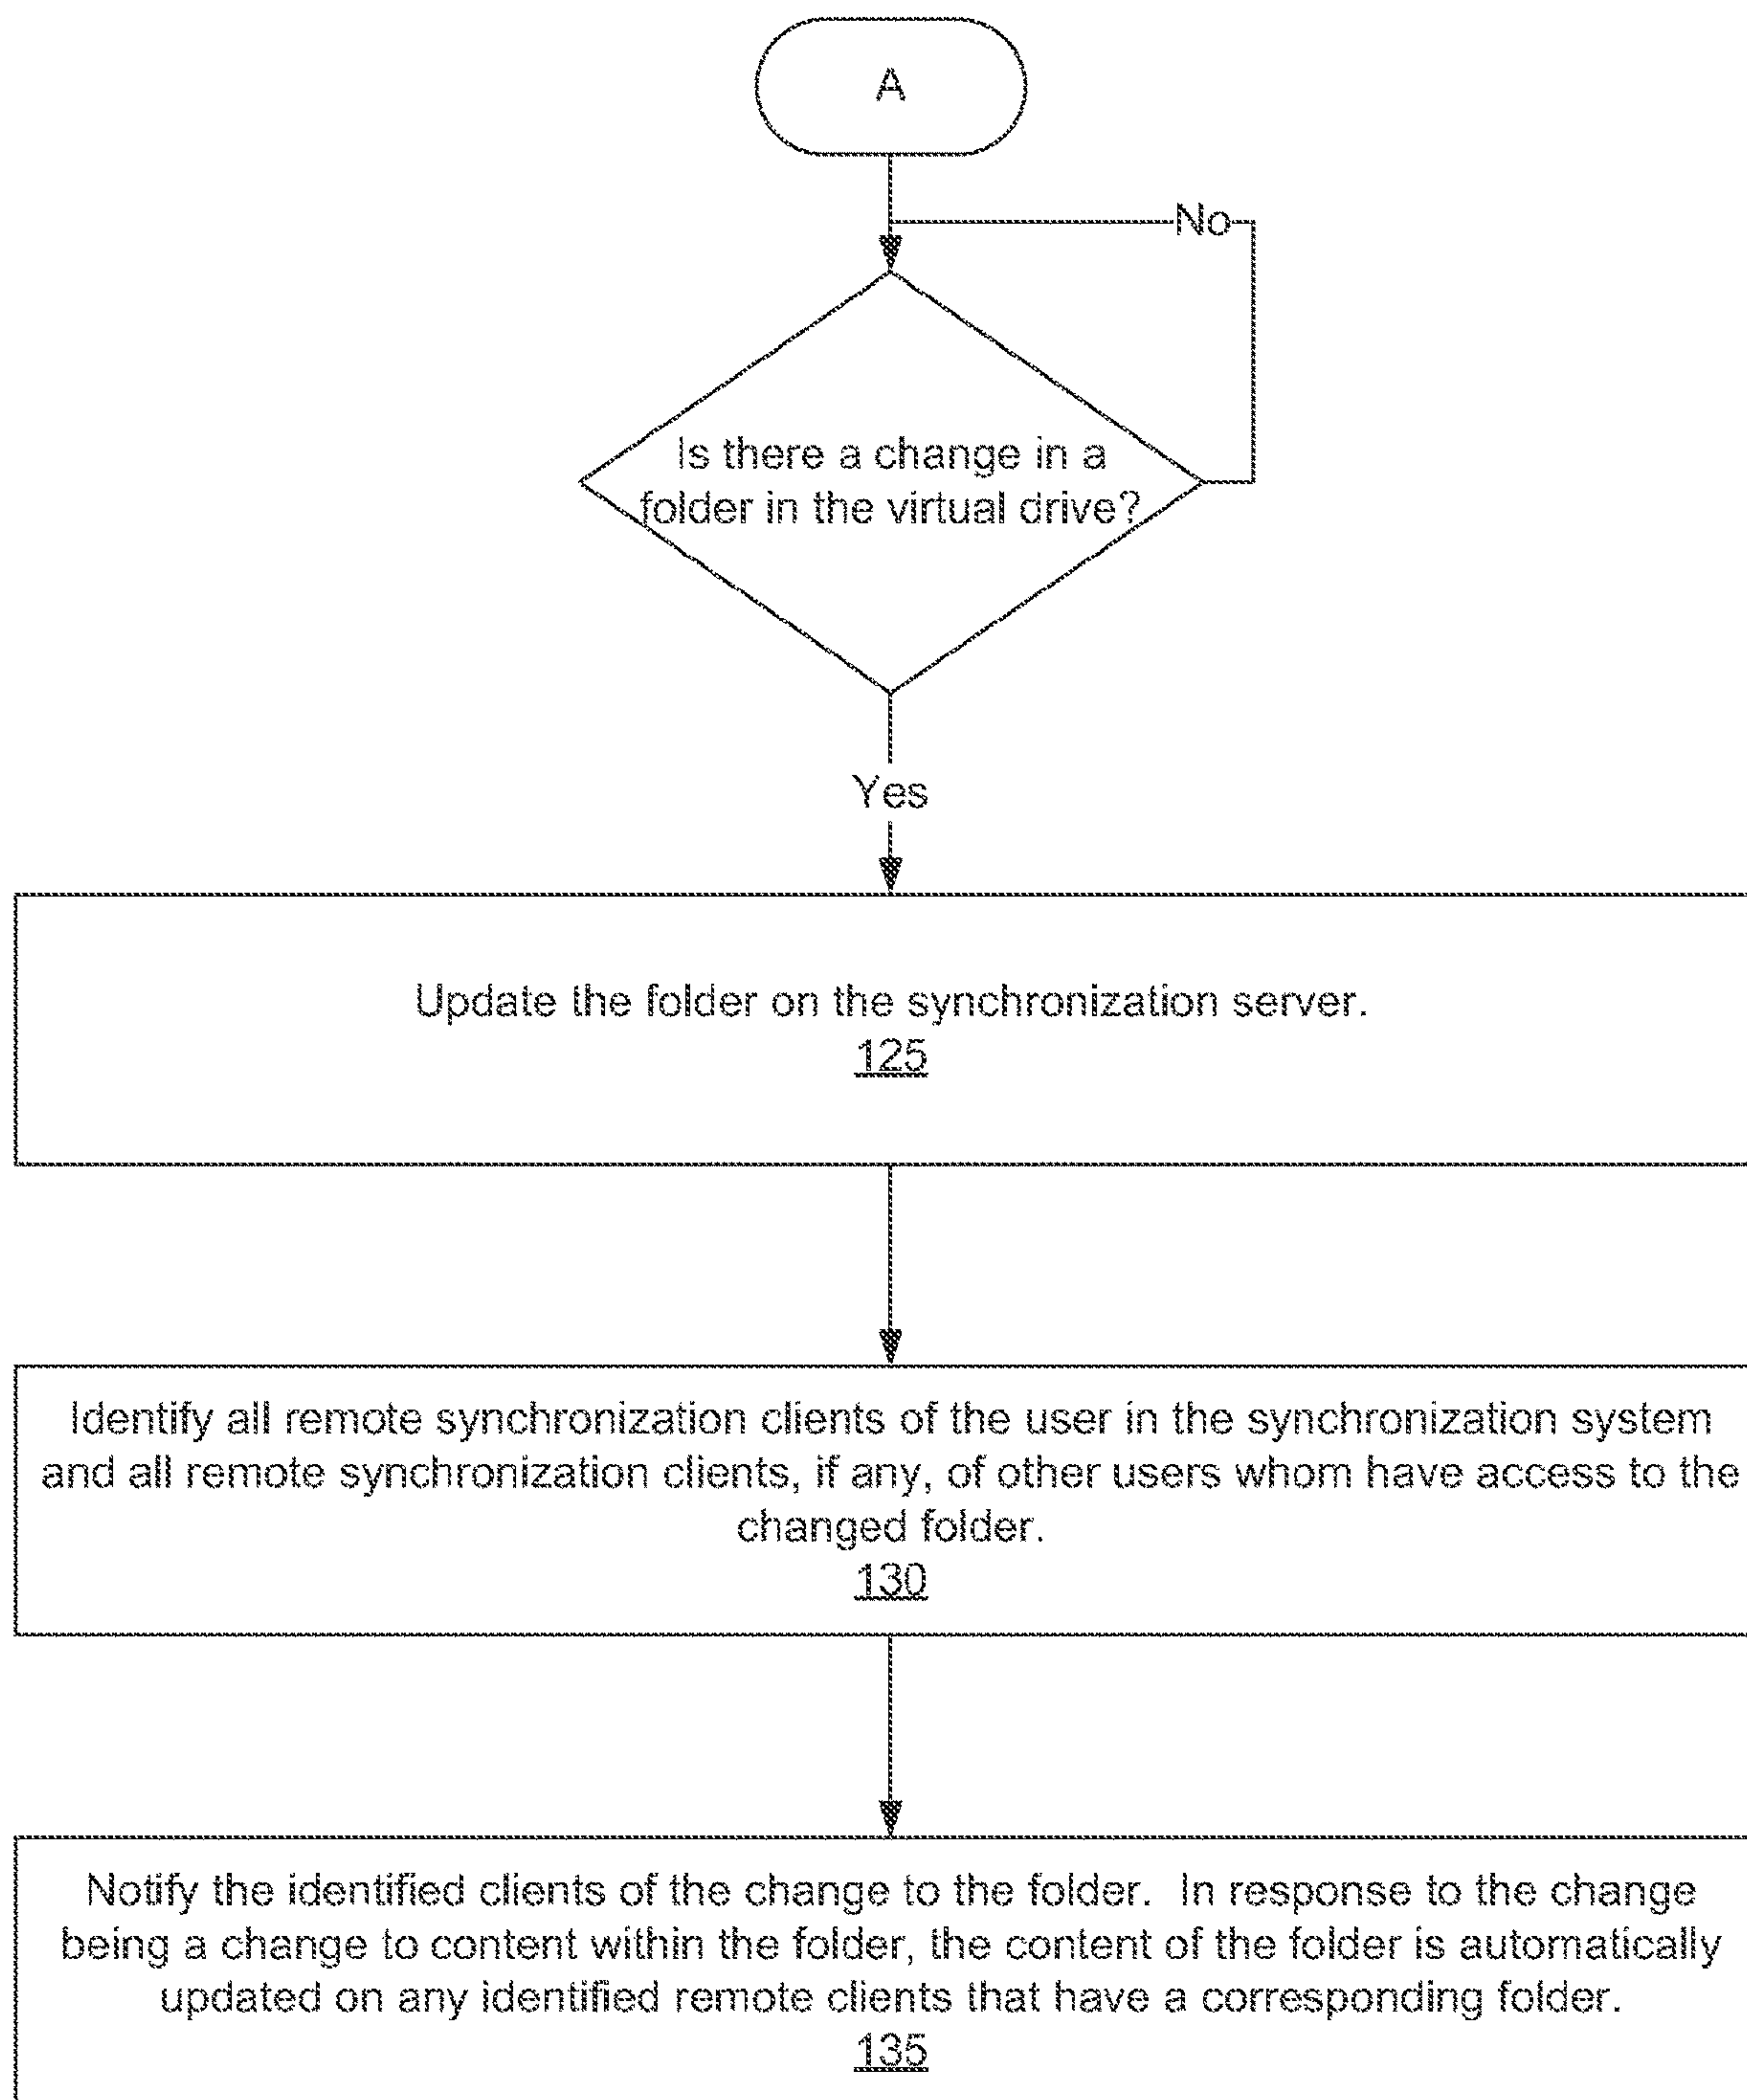 A
No
Is there a change in a
folder in the virtual drive?
Yes
Update the folder on the synchronization server.
125
Identify all remote synchronization clients of the user in the synchronization system
and all remote synchronization clients, if any, of other users whom have access to the
changed folder.
130
Notify the identified clients of the change to the folder.  In response to the change
being a change to content within the folder, the content of the folder is automatically
updated on any identified remote clients that have a corresponding folder.
135